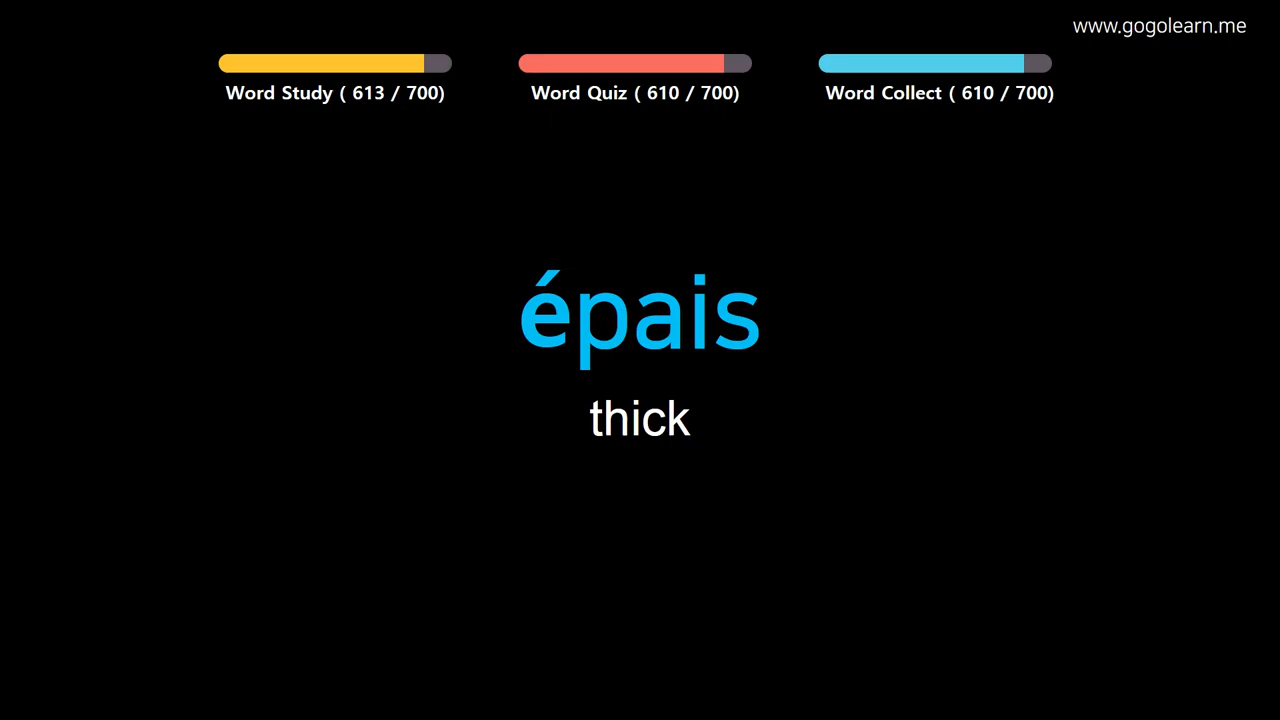 www.gogolearn.me
Word Study ( 613 / 700)
Word Quiz ( 610 / 700)
Word Collect ( 610 / 700)
épais
thick